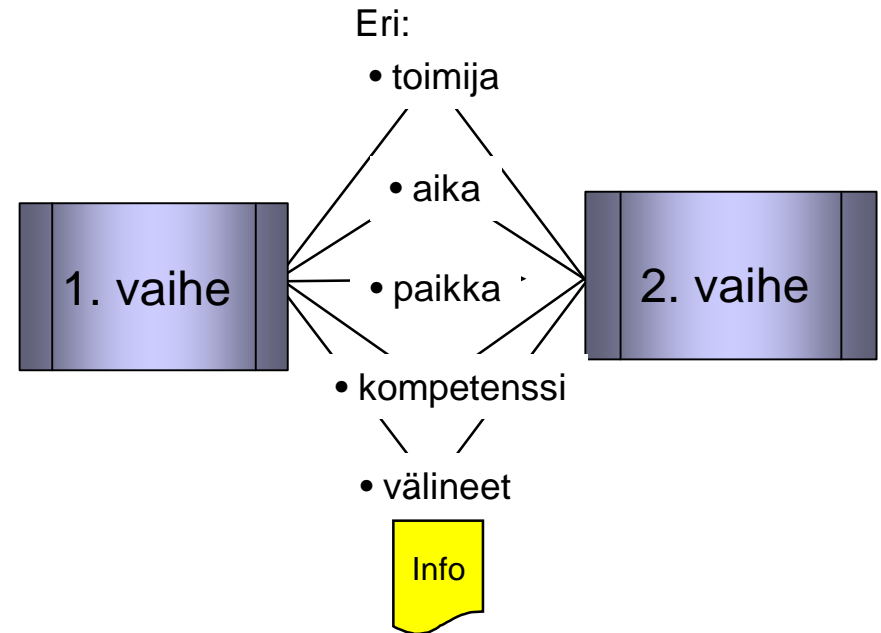 Eri:
• toimija
• aika
1. vaihe
• paikka
2. vaihe
• kompetenssi
• välineet
Info